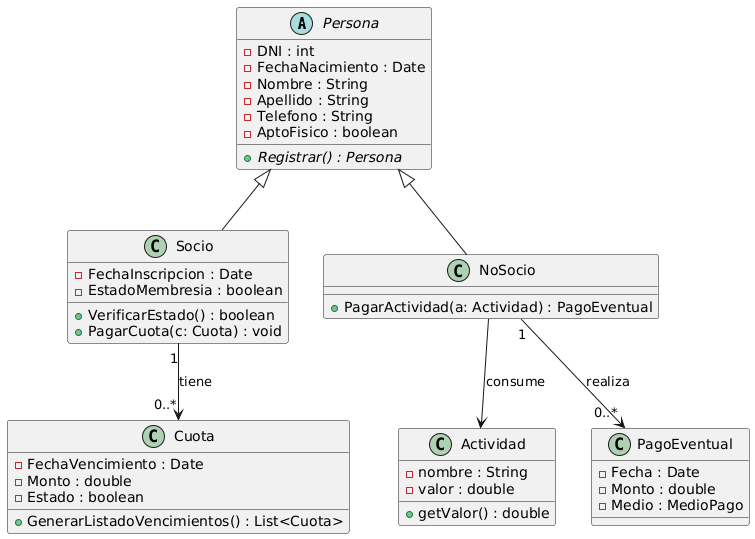 A Persona
DNI : int
FechaNacimiento : Date
Nombre : String
Apellido : String
Telefono : String
AptoFisico : boolean
Registrar() : Persona
C Socio
FechaInscripcion : Date
EstadoMembresia : boolean
VerificarEstado() : boolean
PagarCuota(c: Cuota) : void
C NoSocio
PagarActividad(a: Actividad) : PagoEventual
1
tiene
0..*
consume
1
realiza
0..*
C Cuota
FechaVencimiento : Date
Monto : double
Estado : boolean
GenerarListadoVencimientos() : List<Cuota>
C Actividad
nombre : String
valor : double
getValor() : double
C PagoEventual
Fecha : Date
Monto : double
Medio : MedioPago